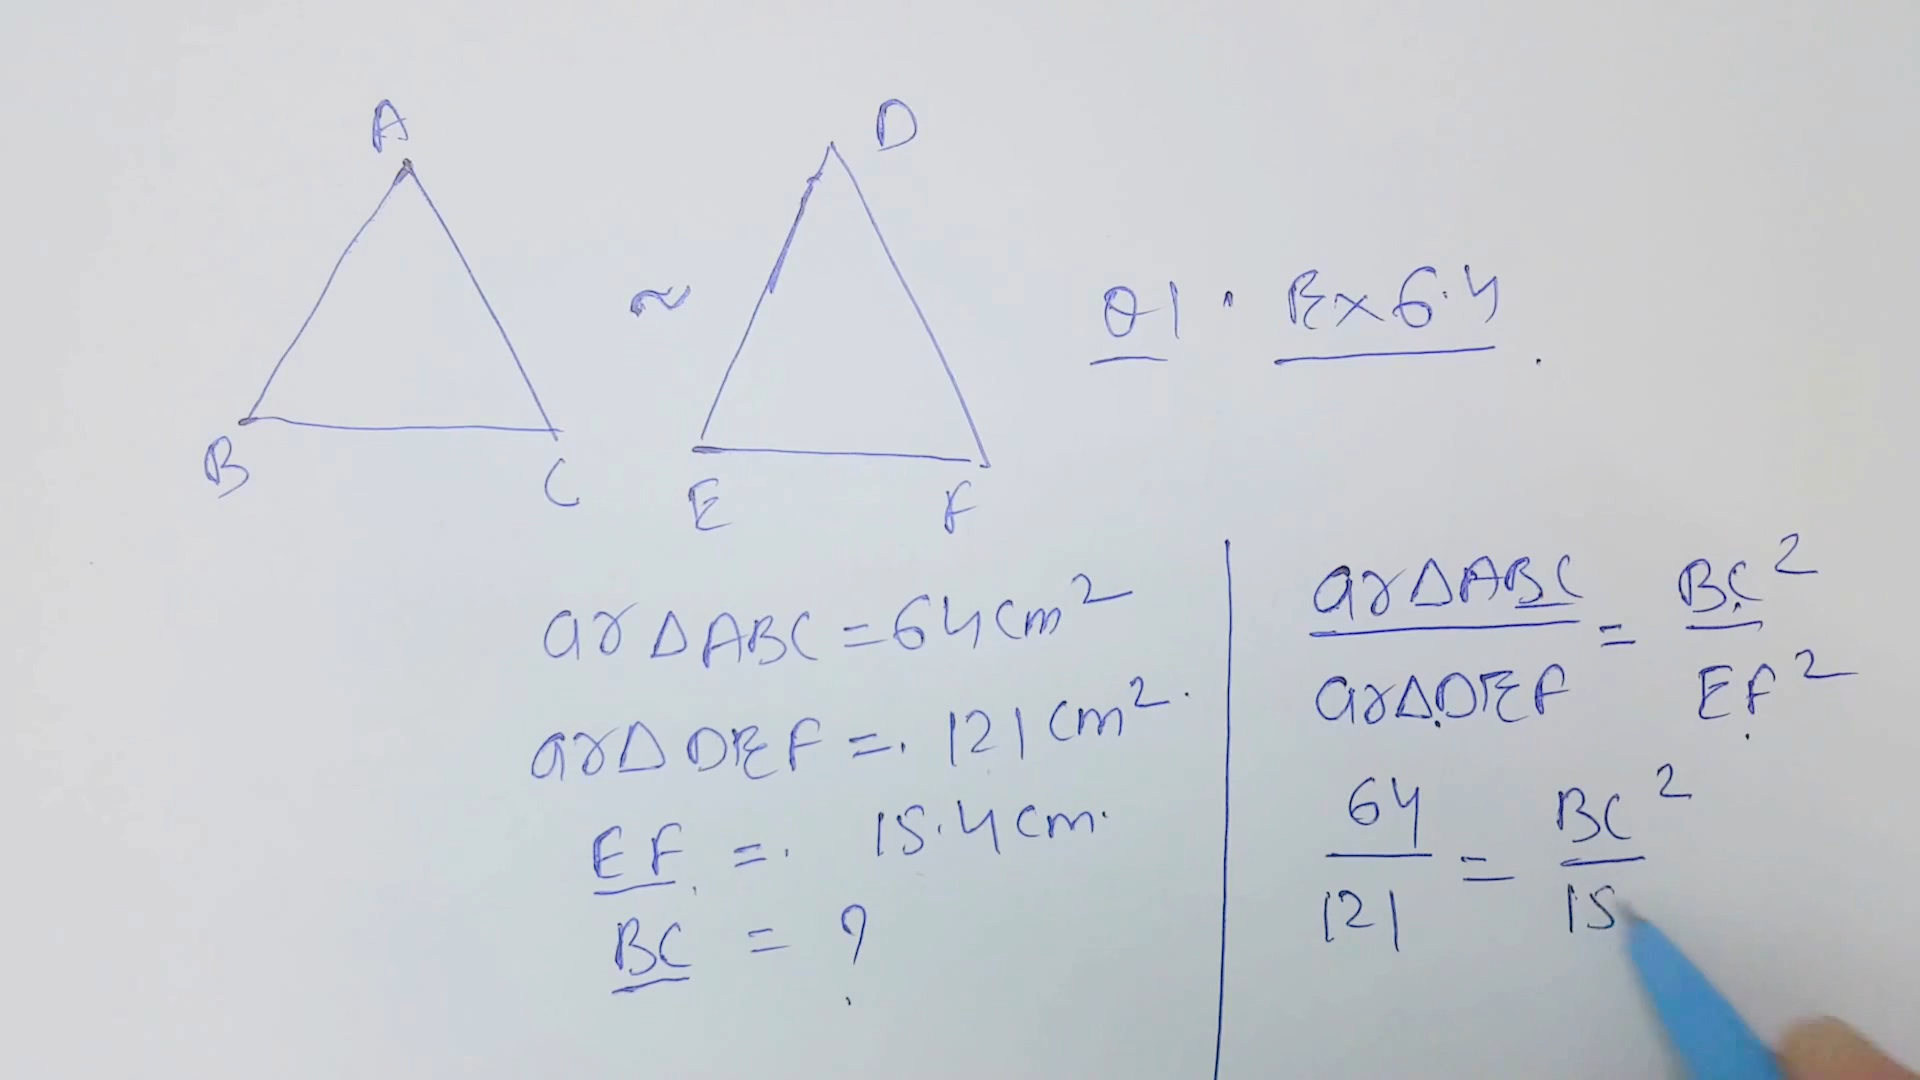 A
D
~
B
C
E
F
Q1. Ex 6.4
ar △ ABC = 64 cm²
ar △ DEF = 121 cm²
EF = 15.4 cm.
BC = ?
ar △ ABC / ar △ DEF = BC² / EF²
64 / 121 = BC² / 15